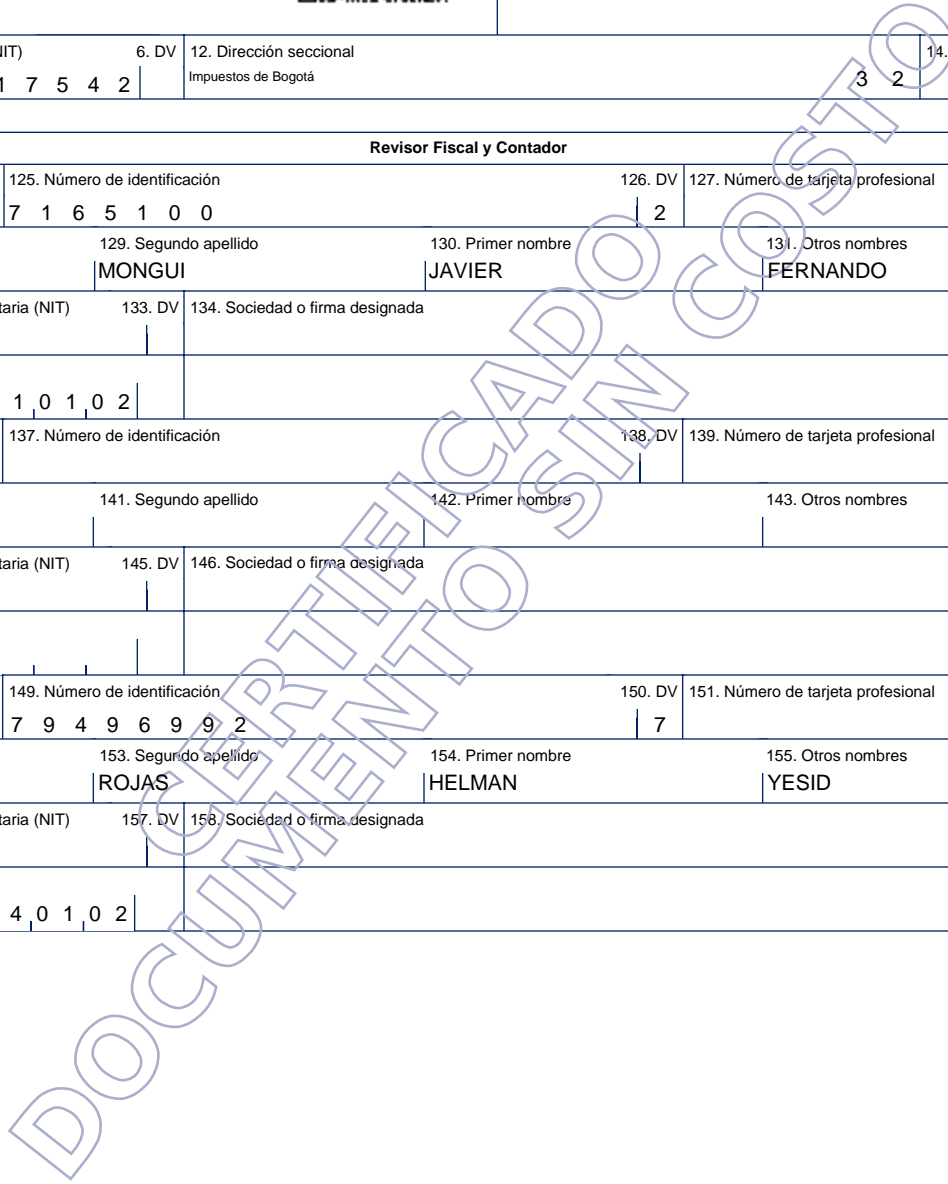 6. DV 12. Dirección seccional 14.
7 5 4 2 Impuestos de Bogotá 3 2
Revisor Fiscal y Contador
125. Número de identificación 126. DV 127. Número de tarjeta profesional
7 1 6 5 1 0 0 2
129. Segundo apellido 130. Primer nombre 131. Otros nombres
MONGUI JAVIER FERNANDO
taria (NIT) 133. DV 134. Sociedad o firma designada
1 0 1 0 2
137. Número de identificación 138. DV 139. Número de tarjeta profesional
141. Segundo apellido 142. Primer nombre 143. Otros nombres
taria (NIT) 145. DV 146. Sociedad o firma designada
149. Número de identificación 150. DV 151. Número de tarjeta profesional
7 9 4 9 6 9 9 2 7
153. Segundo apellido 154. Primer nombre 155. Otros nombres
ROJAS HELMAN YESID
taria (NIT) 157. DV 158. Sociedad o firma designada
4 0 1 0 2
CERTIFICADO
DOCUMENTO SIN COSTO